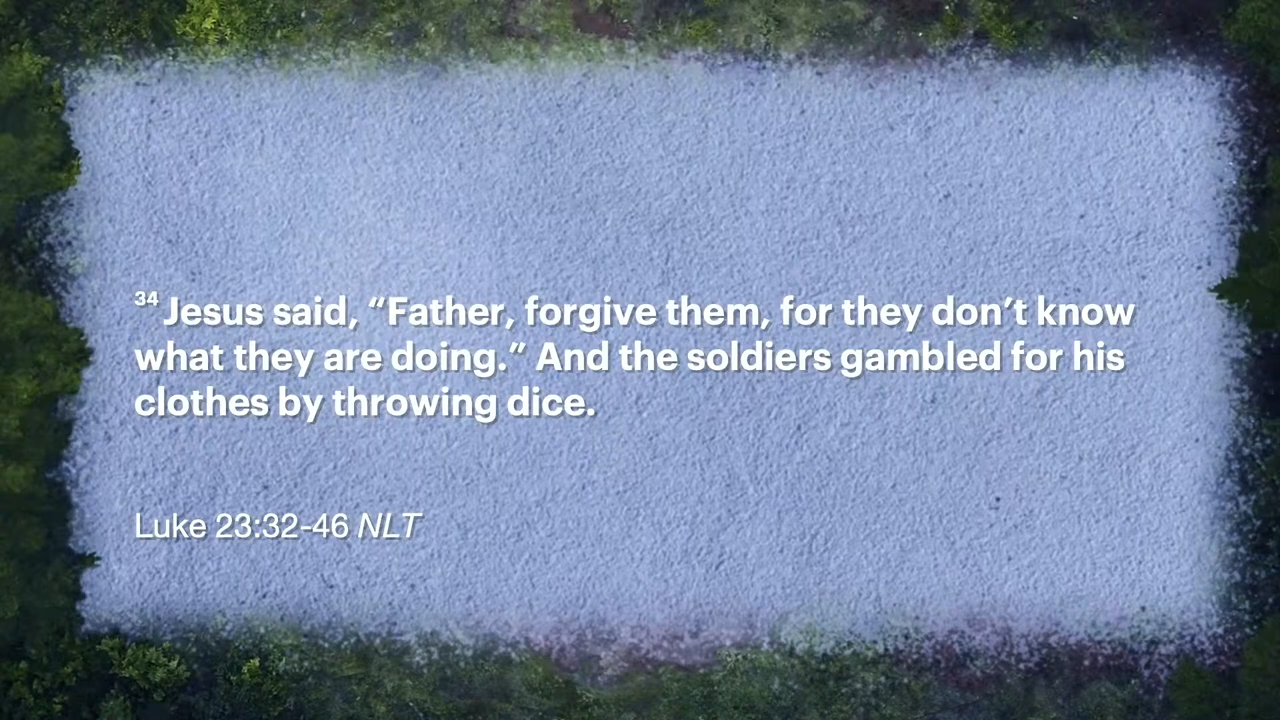 34 Jesus said, “Father, forgive them, for they don’t know
what they are doing.” And the soldiers gambled for his
clothes by throwing dice.
Luke 23:32-46 NLT